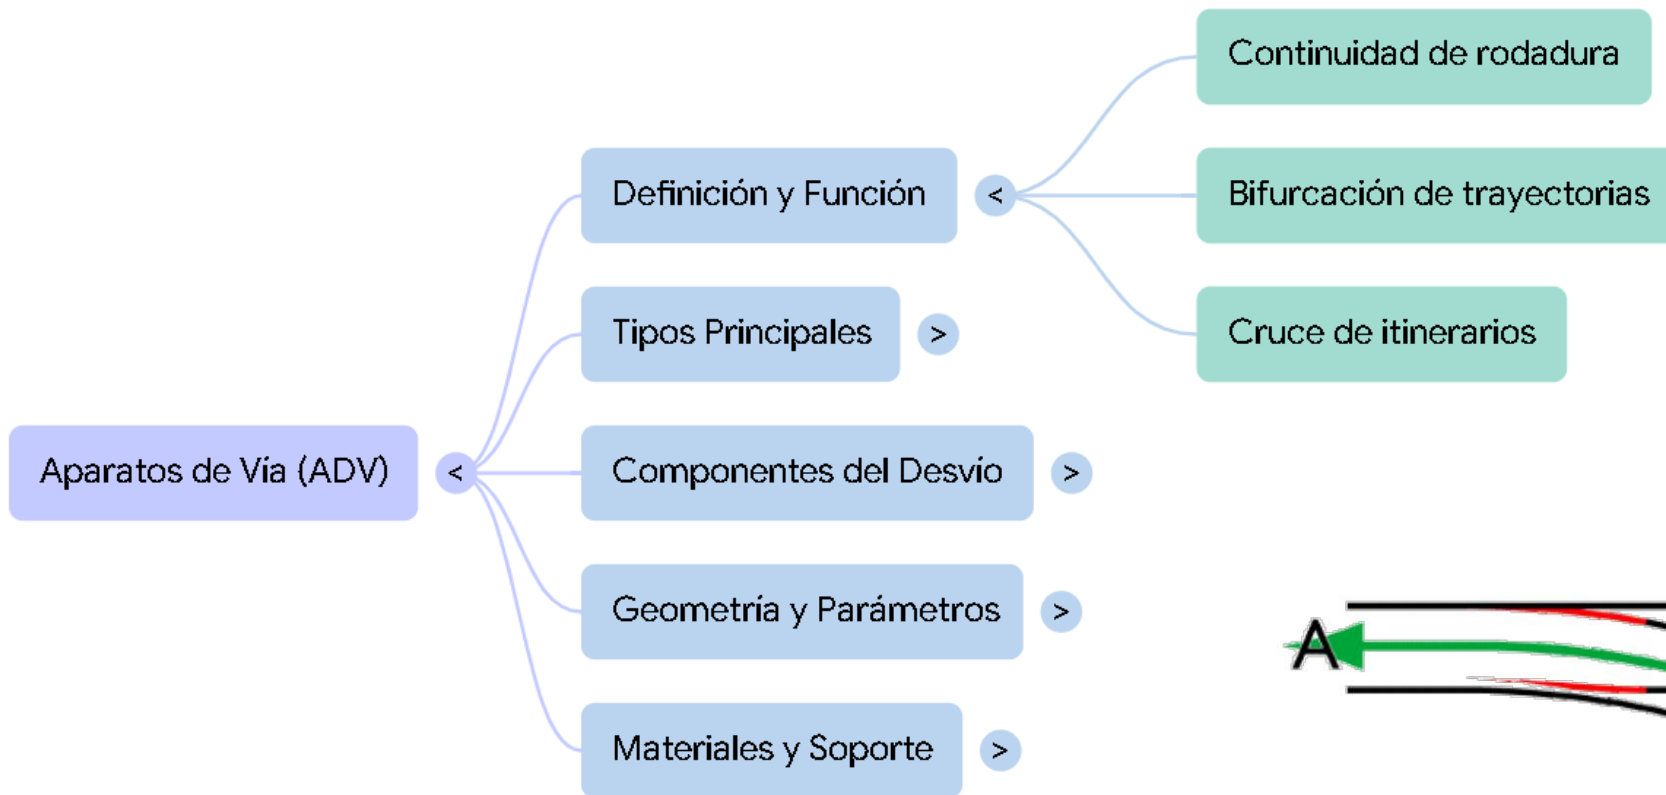 Aparatos de Vía (ADV)
<
Definición y Función
<
Continuidad de rodadura
Bifurcación de trayectorias
Cruce de itinerarios
Tipos Principales
>
Componentes del Desvío
>
Geometría y Parámetros
>
Materiales y Soporte
>
A